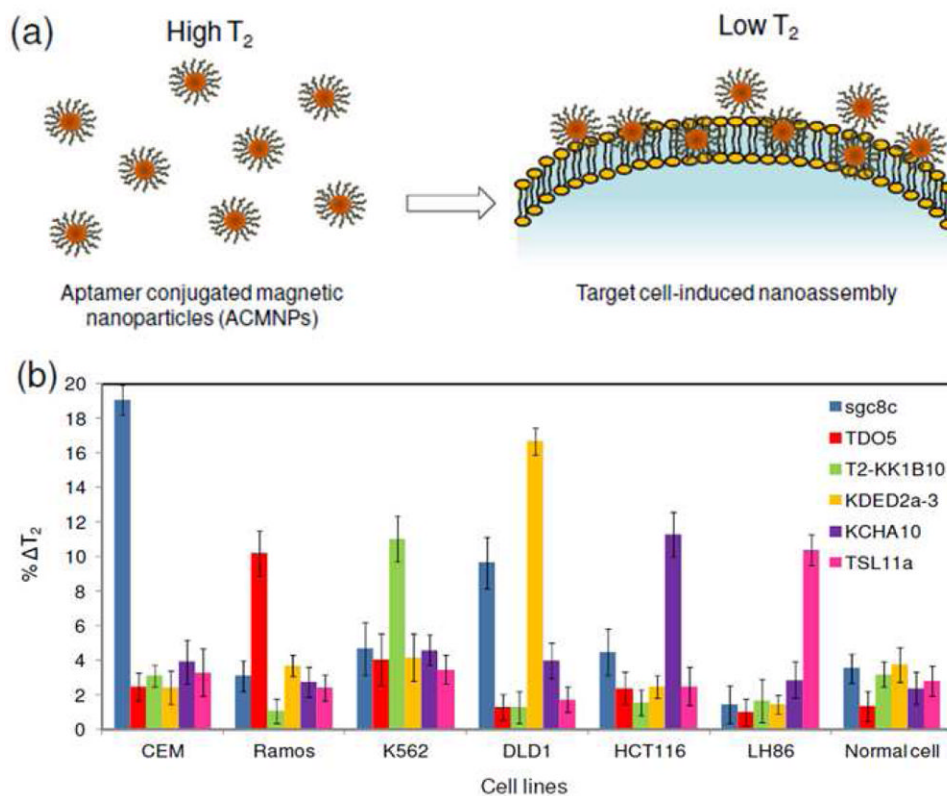 (a)
High T2
Low T2
Aptamer conjugated magnetic
nanoparticles (ACMNPs)
Target cell-induced nanoassembly
(b)
20
18
16
14
12
10
8
6
4
2
0
% ΔT2
sgc8c
TDO5
T2-KK1B10
KDED2a-3
KCHA10
TSL11a
CEM Ramos K562 DLD1 HCT116 LH86 Normal cell
Cell lines